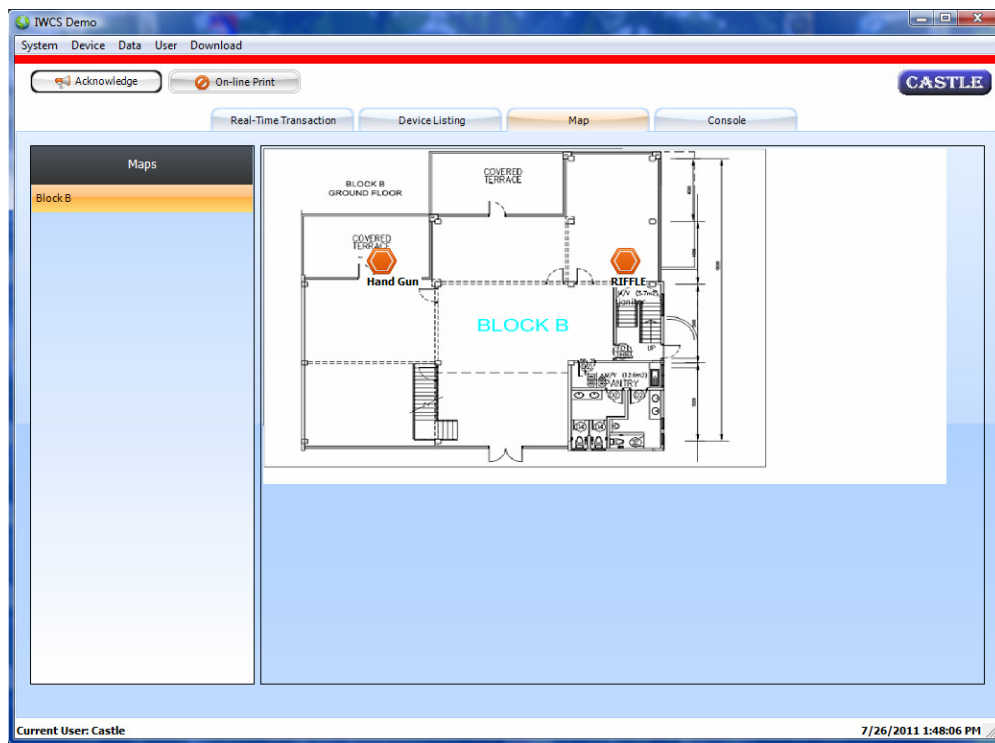 IWCS Demo
System Device Data User Download
Acknowledge
On-line Print
CASTLE
Real-Time Transaction
Device Listing
Map
Console
Maps
Block B
BLOCK B
GROUND FLOOR
COVERED
TERRACE
COVERED
TERRACE
Hand Gun
RIFFLE
BLOCK B
UP
PANTRY
Current User: Castle
7/26/2011 1:48:06 PM